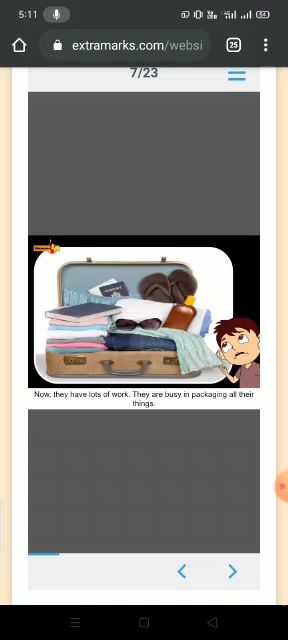 5:11
extramarks.com/websi
25
7/23
Now, they have lots of work. They are busy in packaging all their
things.